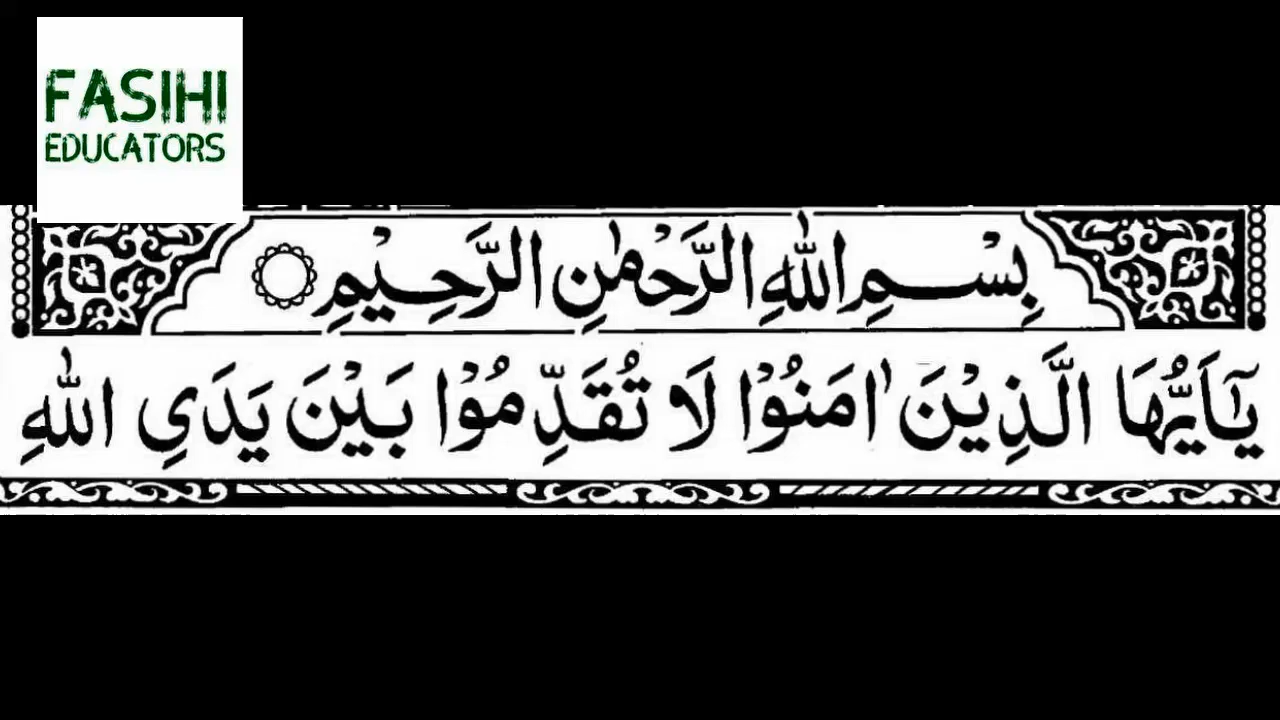 FASIHI
EDUCATORS
بِسْمِ اللّٰهِ الرَّحْمٰنِ الرَّحِيْمِ
يٰٓاَيُّهَا الَّذِيْنَ اٰمَنُوْا لَا تُقَدِّمُوْا بَيْنَ يَدَيِ اللّٰهِ